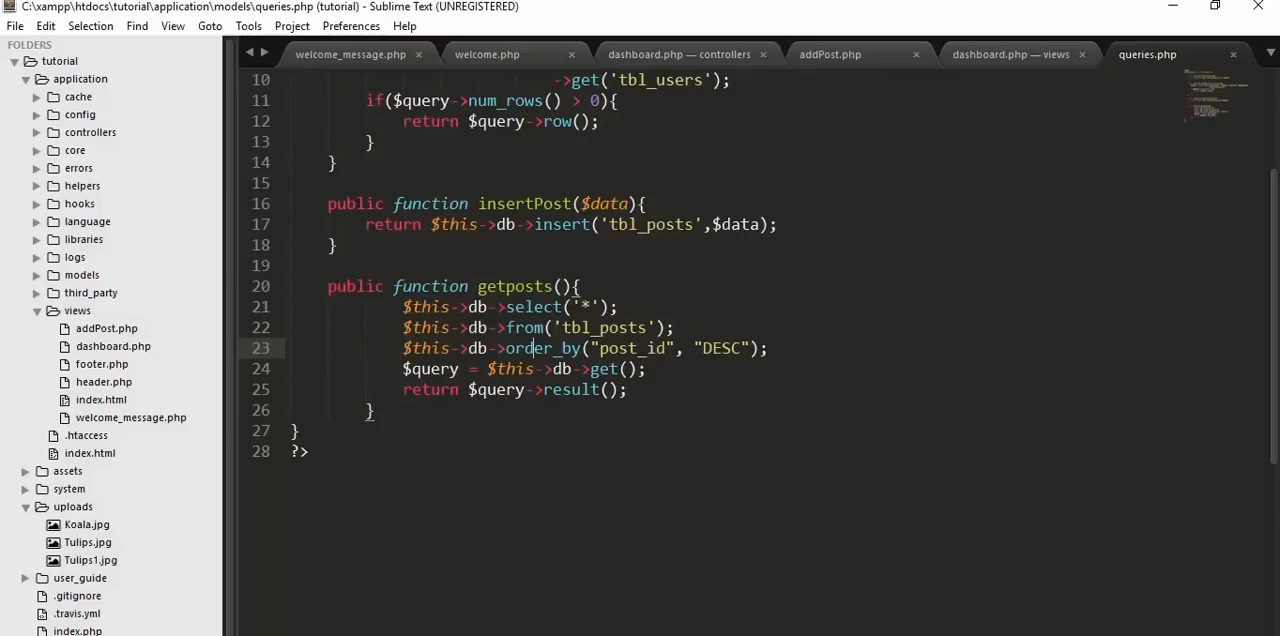 C:\xampp\htdocs\tutorial\application\models\queries.php (tutorial) - Sublime Text (UNREGISTERED)
File Edit Selection Find View Goto Tools Project Preferences Help
FOLDERS
tutorial
application
cache
config
controllers
core
errors
helpers
hooks
language
libraries
logs
models
third_party
views
addPost.php
dashboard.php
footer.php
header.php
index.html
welcome_message.php
.htaccess
index.html
assets
system
uploads
Koala.jpg
Tulips.jpg
Tulips1.jpg
user_guide
.gitignore
.travis.yml
index.php
welcome_message.php × welcome.php × dashboard.php — controllers × addPost.php × dashboard.php — views × queries.php ×
10 ->get('tbl_users');
11 if($query->num_rows() > 0){
12 return $query->row();
13 }
14 }
15
16 public function insertPost($data){
17 return $this->db->insert('tbl_posts',$data);
18 }
19
20 public function getposts(){
21 $this->db->select('*');
22 $this->db->from('tbl_posts');
23 $this->db->order_by("post_id", "DESC");
24 $query = $this->db->get();
25 return $query->result();
26 }
27 }
28 ?>